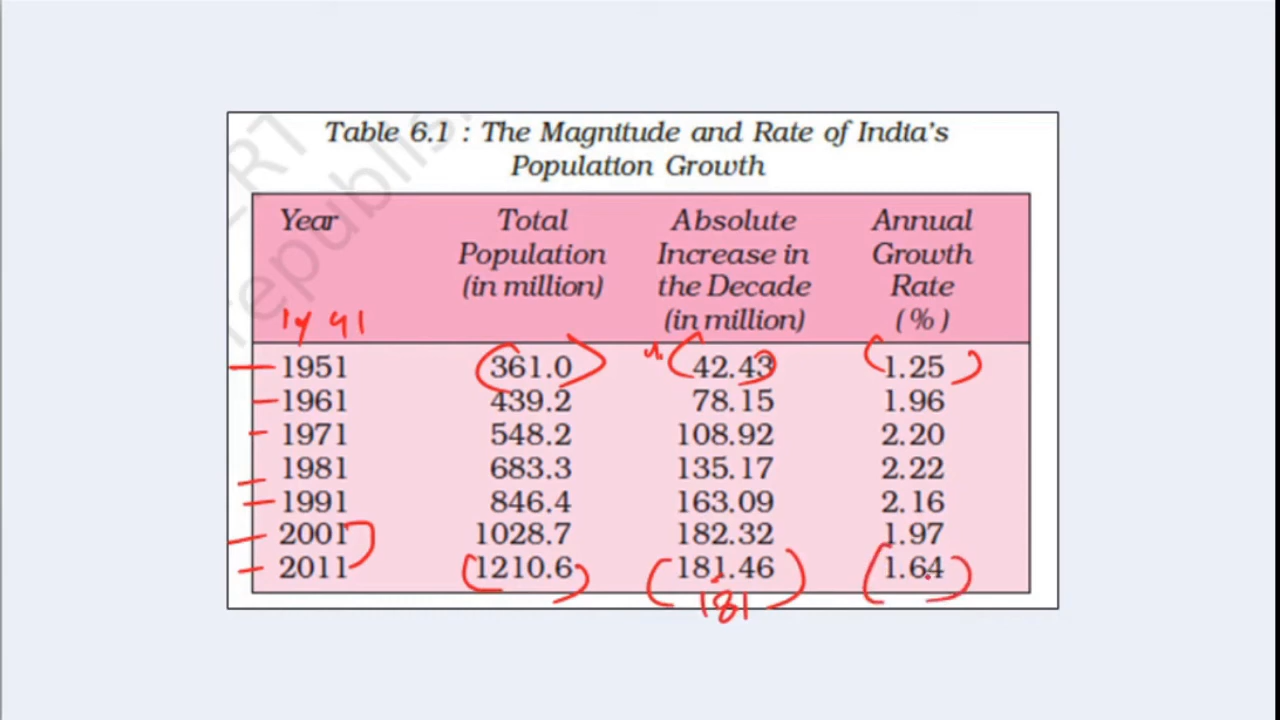 Table 6.1 : The Magnitude and Rate of India's
Population Growth
Year Total Absolute Annual
Population Increase in Growth
(in million) the Decade Rate
(in million) (%)
1951 361.0 42.43 1.25
1961 439.2 78.15 1.96
1971 548.2 108.92 2.20
1981 683.3 135.17 2.22
1991 846.4 163.09 2.16
2001 1028.7 182.32 1.97
2011 1210.6 181.46 1.64
181